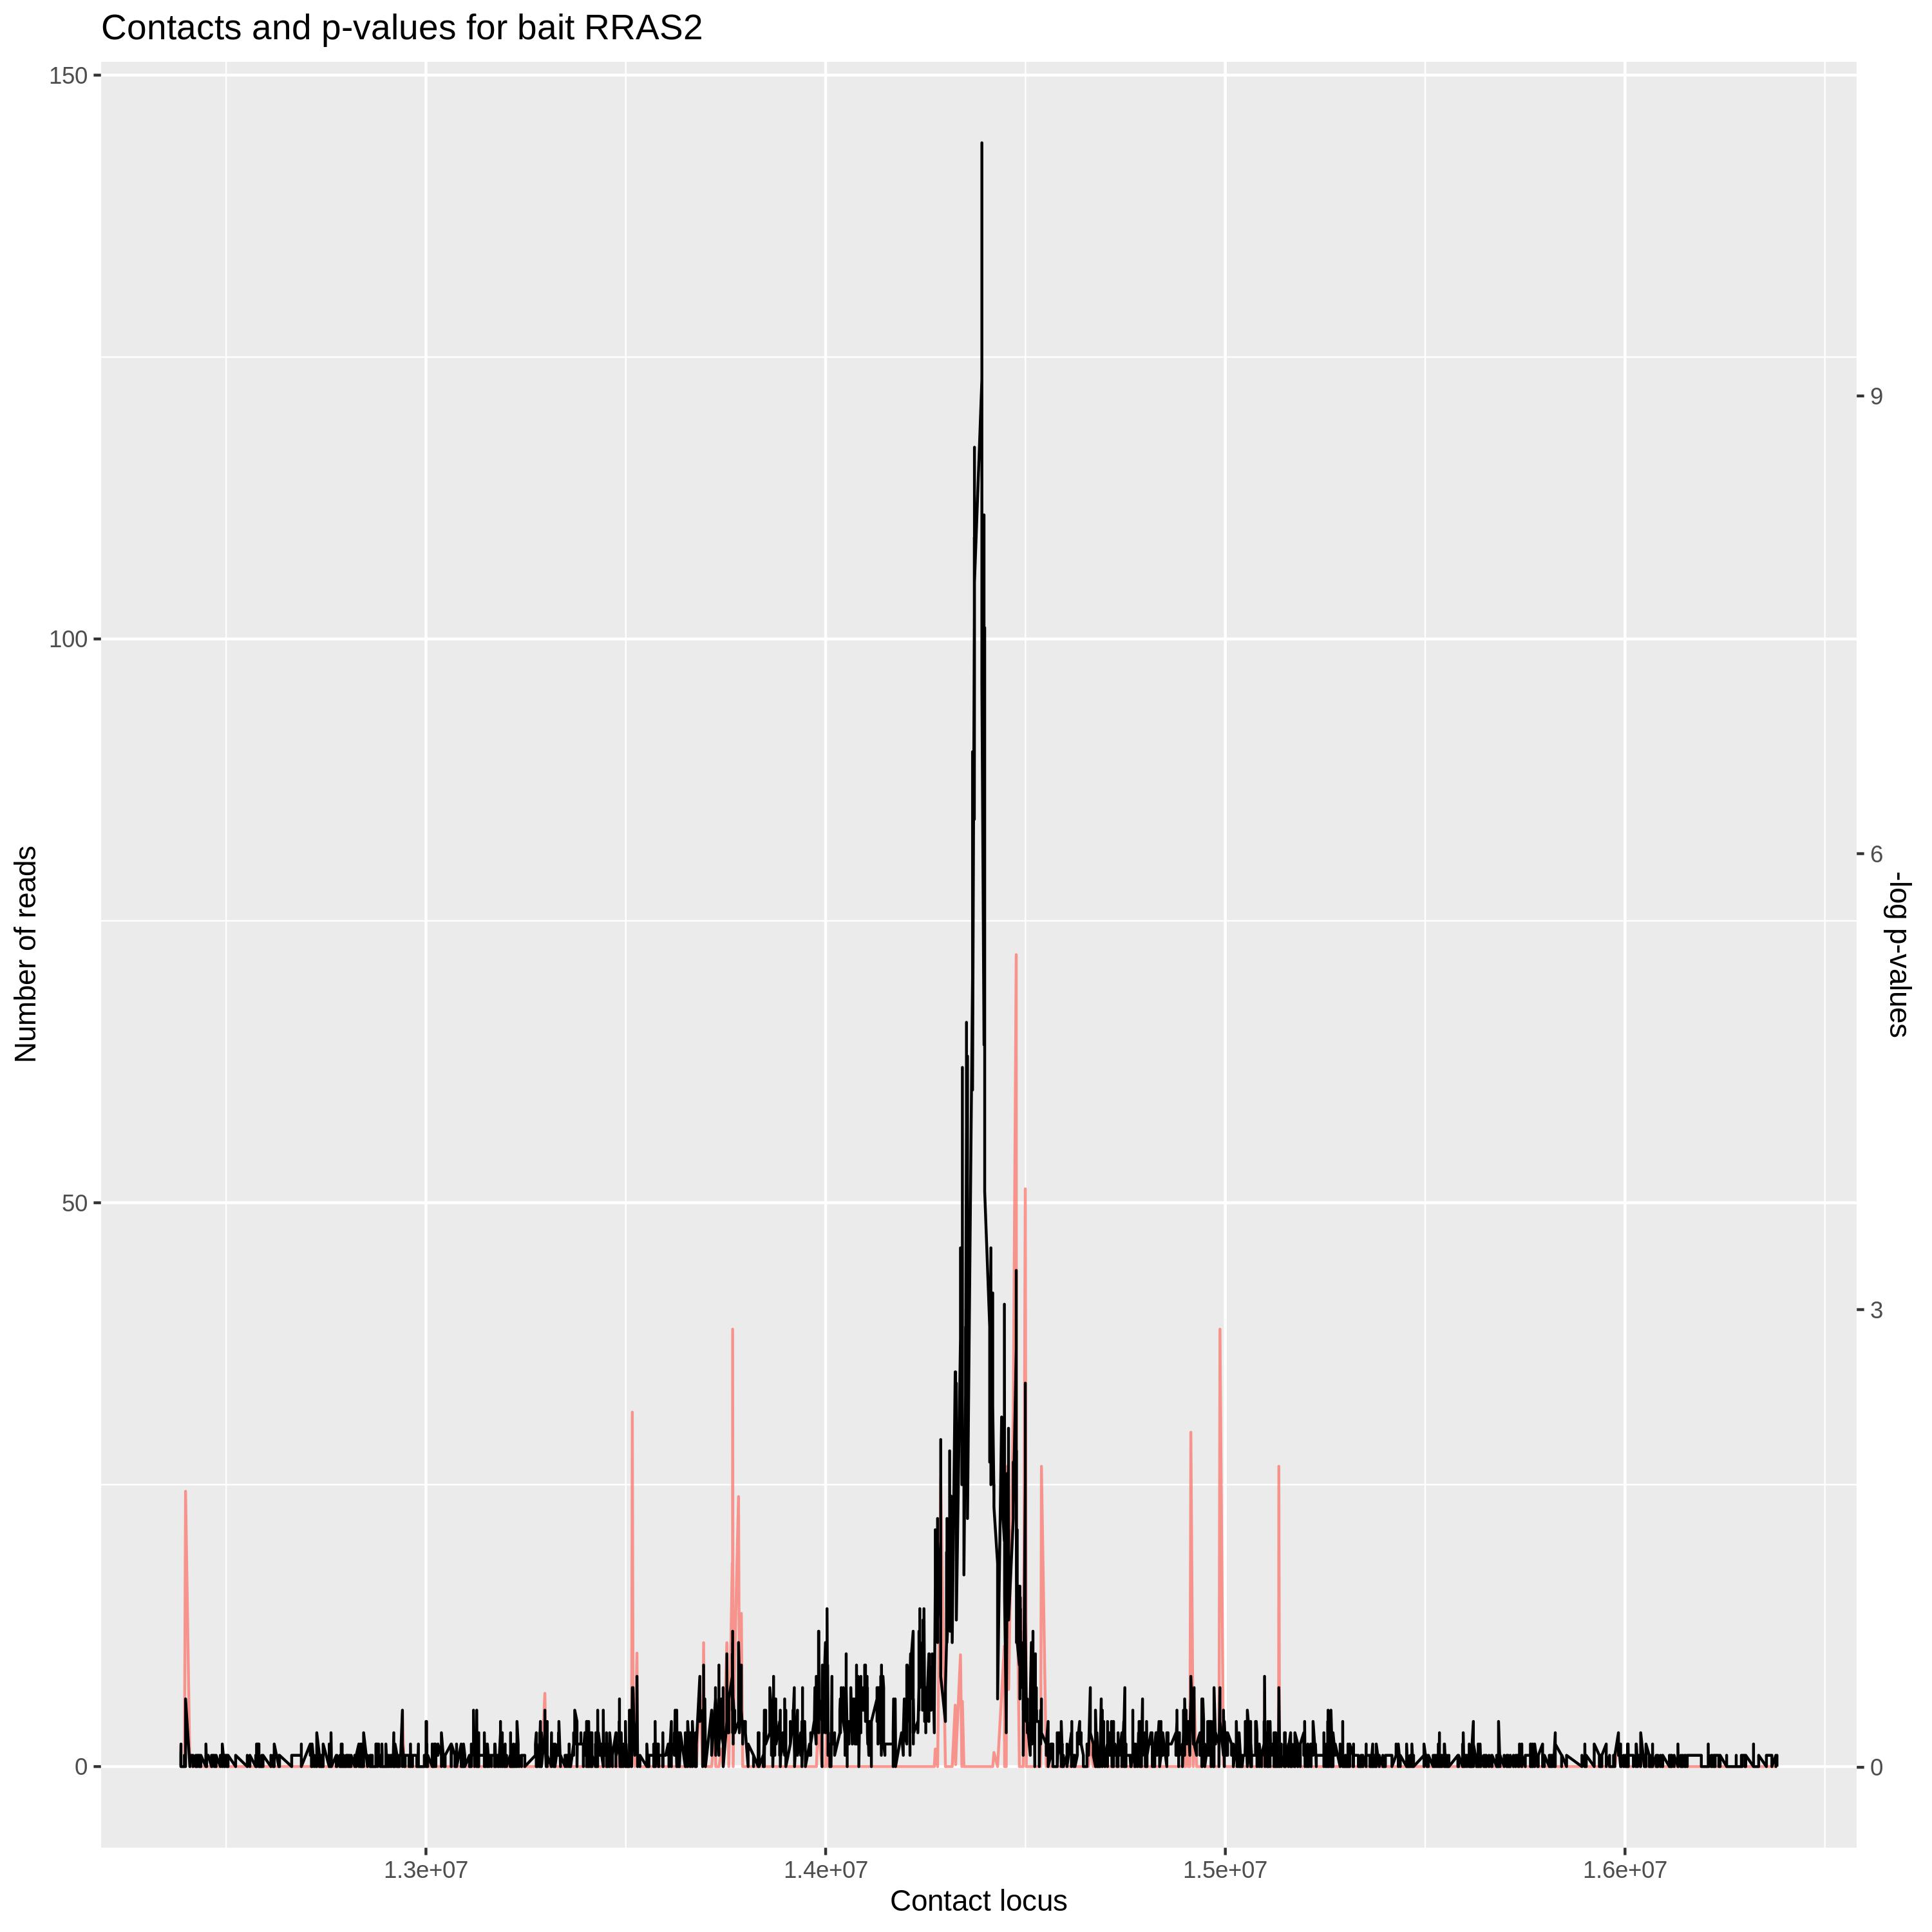 Contacts and p-values for bait RRAS2
150
100
50
0
Number of reads
9
6
3
0
-log p-values
1.3e+07
1.4e+07
1.5e+07
1.6e+07
Contact locus